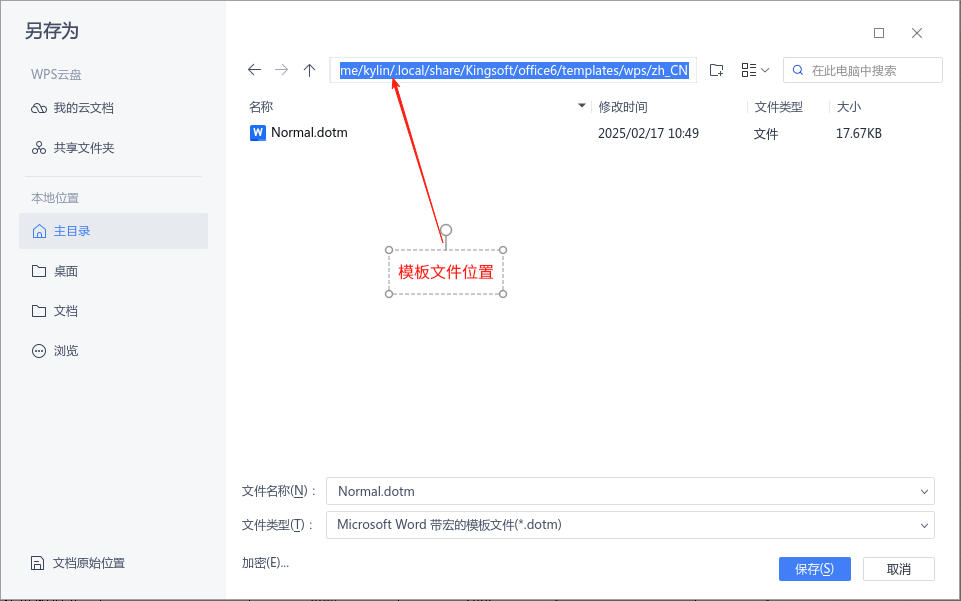 另存为
WPS云盘
我的云文档
共享文件夹
本地位置
主目录
桌面
文档
浏览
文档原始位置
me/kylin/.local/share/Kingsoft/office6/templates/wps/zh_CN
在此电脑中搜索
名称 修改时间 文件类型 大小
Normal.dotm 2025/02/17 10:49 文件 17.67KB
模板文件位置
文件名称(N)： Normal.dotm
文件类型(T)： Microsoft Word 带宏的模板文件(*.dotm)
加密(E)...
保存(S) 取消